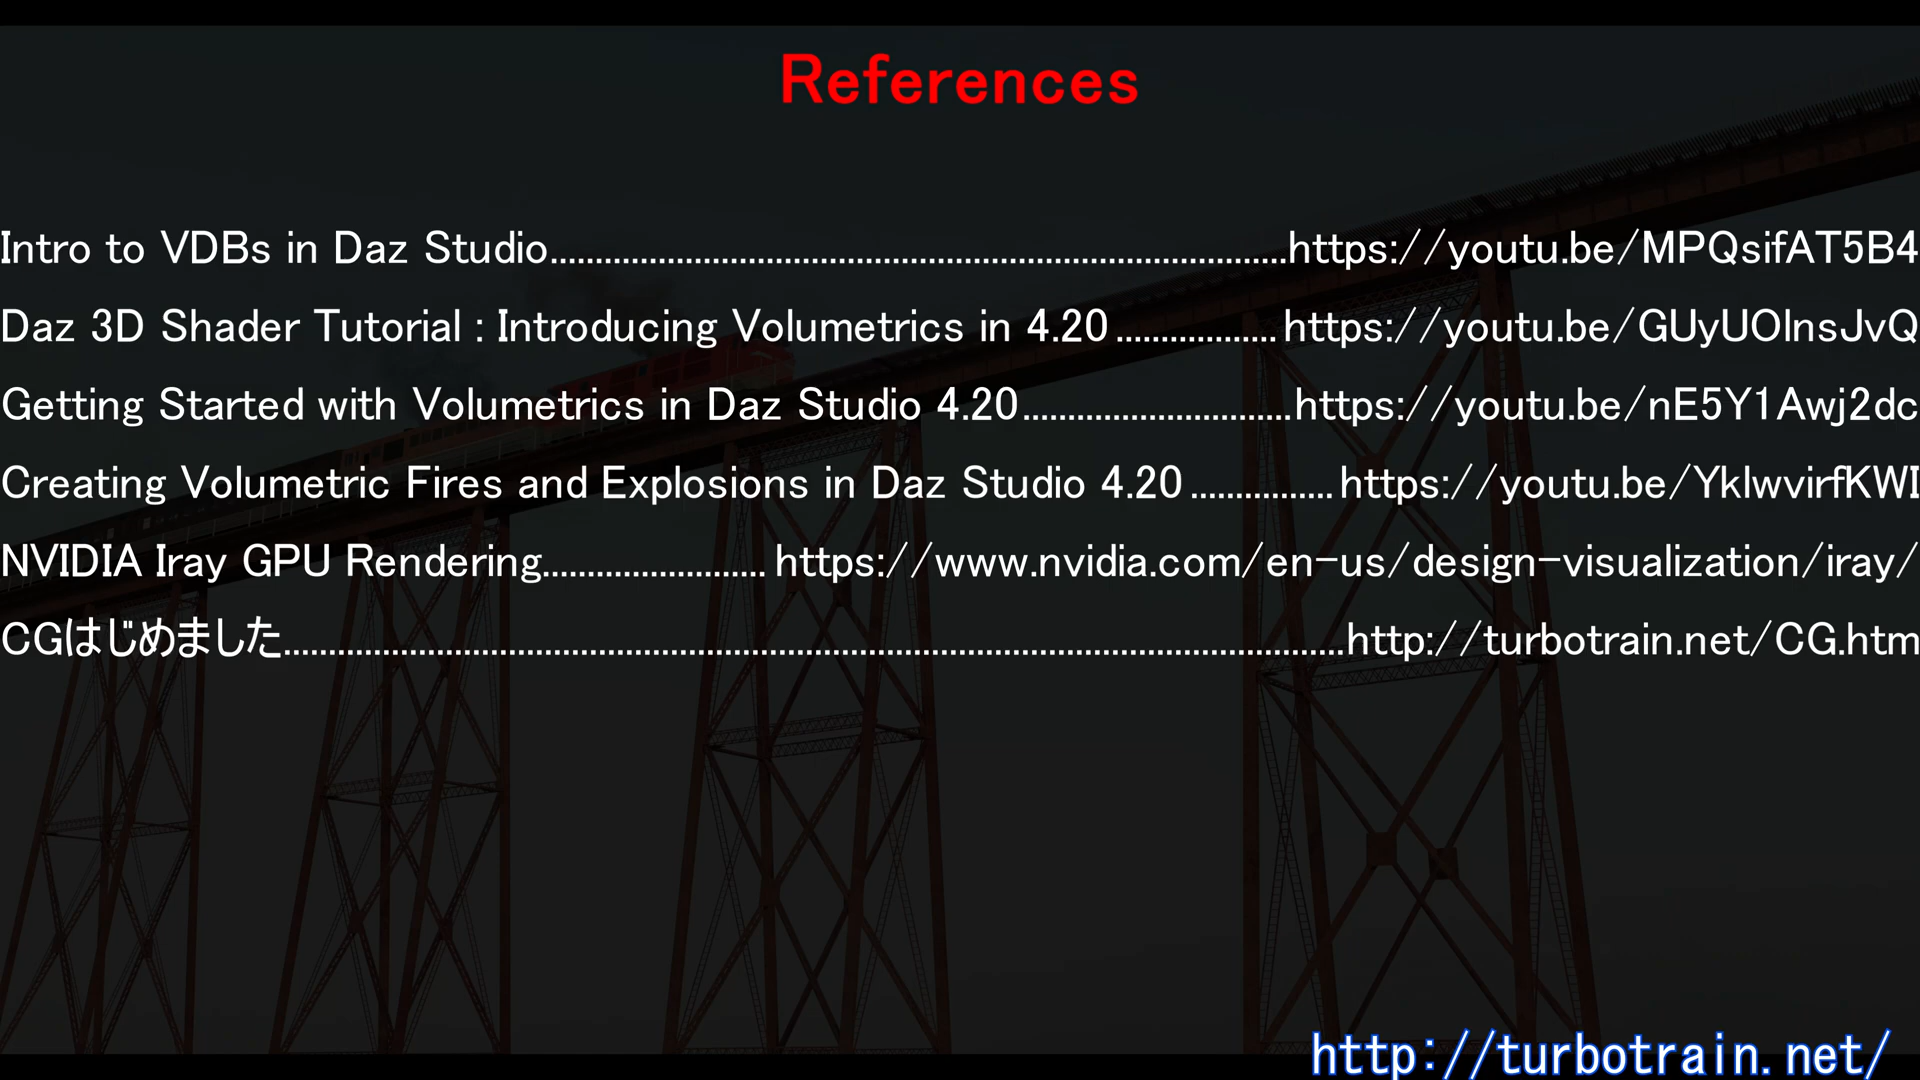 References
Intro to VDBs in Daz Studio..................................................................................https://youtu.be/MPQsifAT5B4
Daz 3D Shader Tutorial : Introducing Volumetrics in 4.20..................https://youtu.be/GUyUOlnsJvQ
Getting Started with Volumetrics in Daz Studio 4.20..............................https://youtu.be/nE5Y1Awj2dc
Creating Volumetric Fires and Explosions in Daz Studio 4.20................https://youtu.be/YklwvirfKWI
NVIDIA Iray GPU Rendering.........................https://www.nvidia.com/en-us/design-visualization/iray/
CGはじめました......................................................................................................................http://turbotrain.net/CG.htm
http://turbotrain.net/